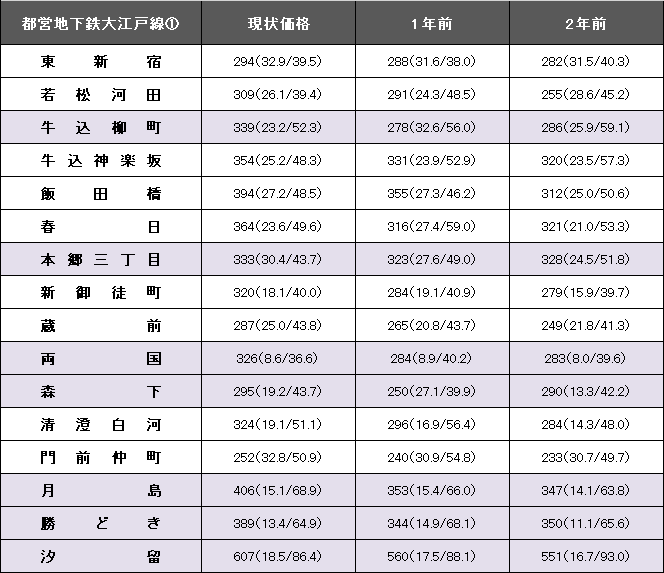 都営地下鉄大江戸線① 現状価格 1年前 2年前
東新宿 294(32.9/39.5) 288(31.6/38.0) 282(31.5/40.3)
若松河田 309(26.1/39.4) 291(24.3/48.5) 255(28.6/45.2)
牛込柳町 339(23.2/52.3) 278(32.6/56.0) 286(25.9/59.1)
牛込神楽坂 354(25.2/48.3) 331(23.9/52.9) 320(23.5/57.3)
飯田橋 394(27.2/48.5) 355(27.3/46.2) 312(25.0/50.6)
春日 364(23.6/49.6) 316(27.4/59.0) 321(21.0/53.3)
本郷三丁目 333(30.4/43.7) 323(27.6/49.0) 328(24.5/51.8)
新御徒町 320(18.1/40.0) 284(19.1/40.9) 279(15.9/39.7)
蔵前 287(25.0/43.8) 265(20.8/43.7) 249(21.8/41.3)
両国 326(8.6/36.6) 284(8.9/40.2) 283(8.0/39.6)
森下 295(19.2/43.7) 250(27.1/39.9) 290(13.3/42.2)
清澄白河 324(19.1/51.1) 296(16.9/56.4) 284(14.3/48.0)
門前仲町 252(32.8/50.9) 240(30.9/54.8) 233(30.7/49.7)
月島 406(15.1/68.9) 353(15.4/66.0) 347(14.1/63.8)
勝どき 389(13.4/64.9) 344(14.9/68.1) 350(11.1/65.6)
汐留 607(18.5/86.4) 560(17.5/88.1) 551(16.7/93.0)